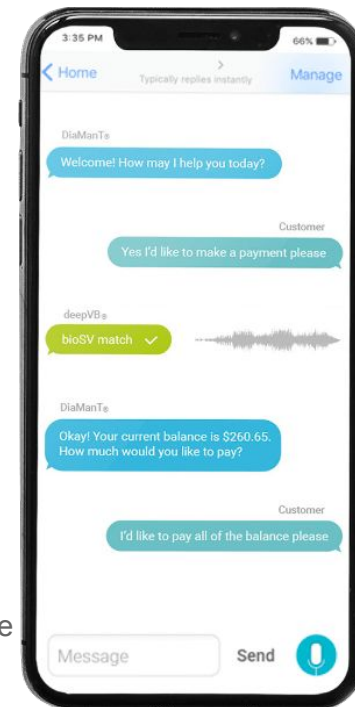 3:35 PM
66%
Home
Typically replies instantly
Manage
DiaManT®
Welcome! How may I help you today?
Customer
Yes I'd like to make a payment please
deepVB®
bioSV match
DiaManT®
Okay! Your current balance is $260.65.
How much would you like to pay?
Customer
I'd like to pay all of the balance please
e
Message
Send